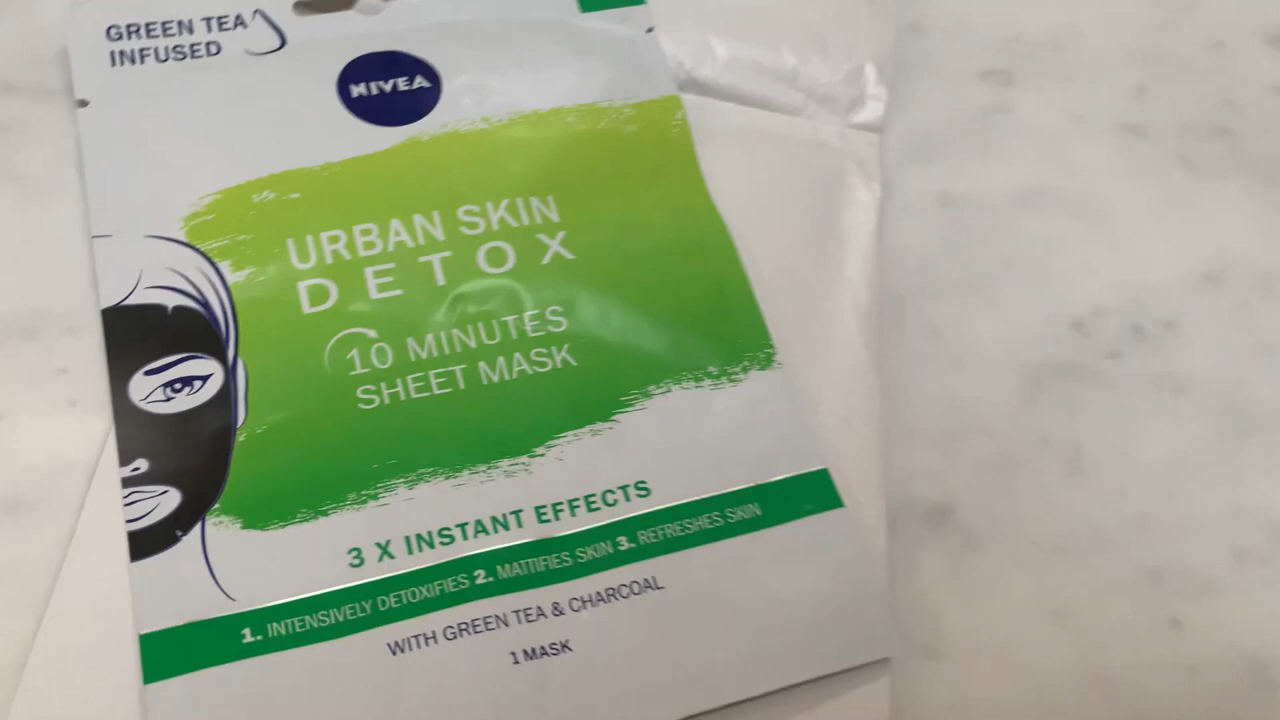 GREEN TEA
INFUSED
NIVEA
URBAN SKIN
DETOX
10 MINUTES
SHEET MASK
3 X INSTANT EFFECTS
1. INTENSIVELY DETOXIFIES 2. MATTIFIES SKIN 3. REFRESHES SKIN
WITH GREEN TEA & CHARCOAL
1 MASK